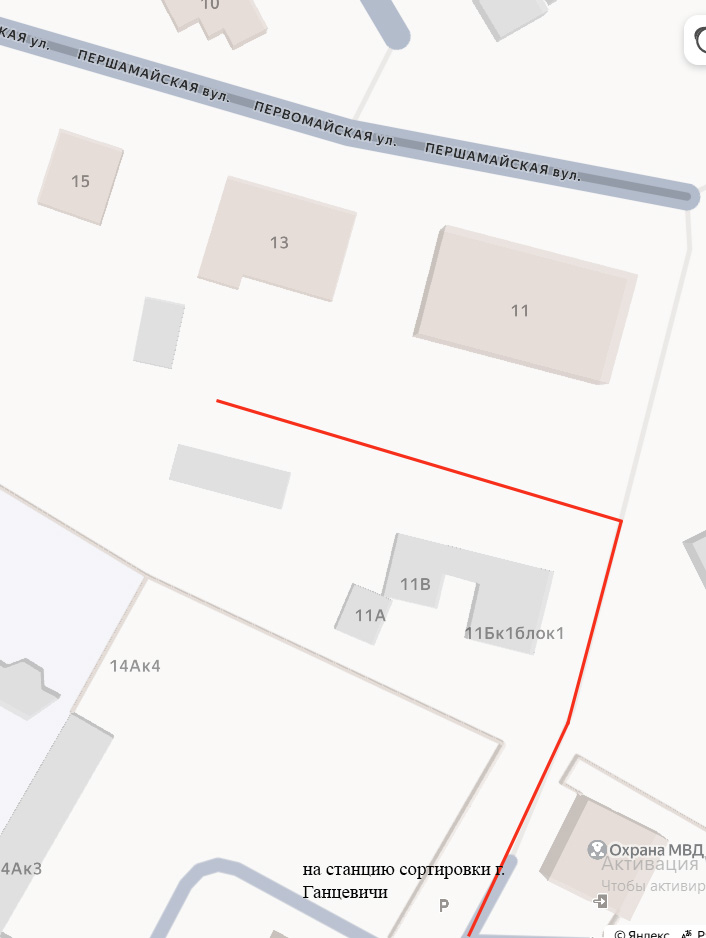 10
КАЯ ул.
ПЕРШАМАЙСКАЯ вул.
ПЕРВОМАЙСКАЯ ул.
ПЕРШАМАЙСКАЯ вул.
15
13
11
11В
11А
11Бк1блок1
14Ак4
Охрана МВД
Активация
Чтобы активир
4Ак3
на станцию сортировки г.
Ганцевичи
P
© Яндекс